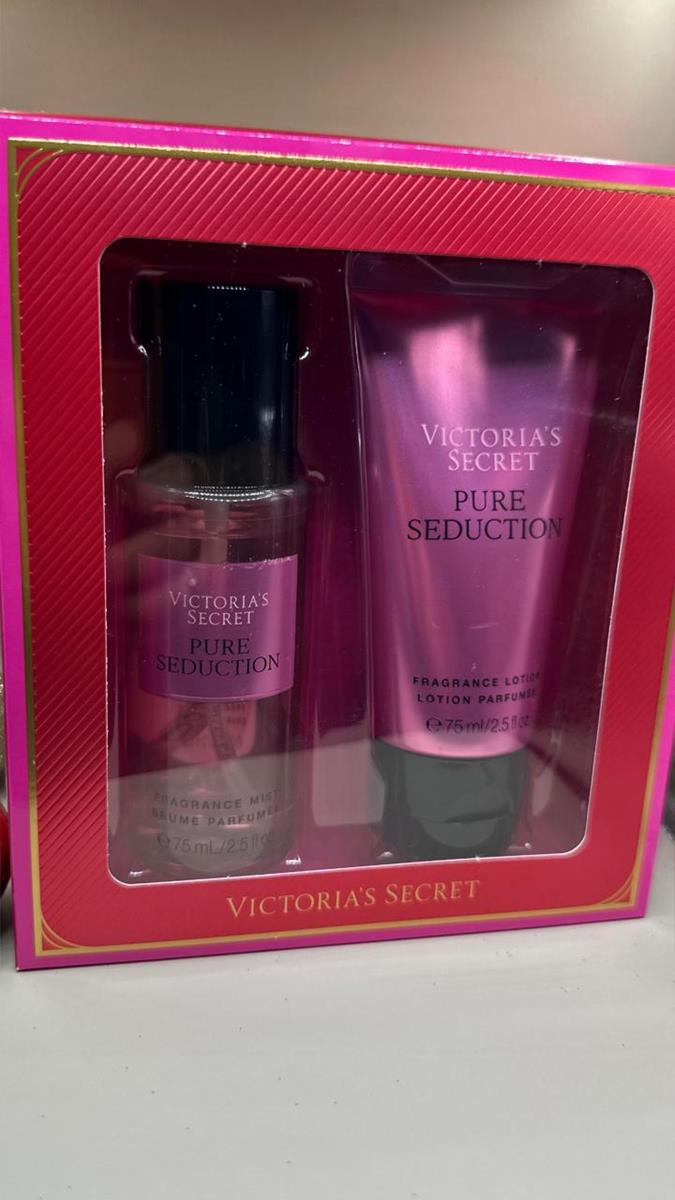 VICTORIA'S
SECRET
PURE
SEDUCTION
FRAGRANCE MIST
BRUME PARFUMÉE
℮75 mL/2.5 fl oz
VICTORIA'S
SECRET
PURE
SEDUCTION
FRAGRANCE LOTION
LOTION PARFUMÉE
℮75 ml/2.5 fl oz
VICTORIA'S SECRET